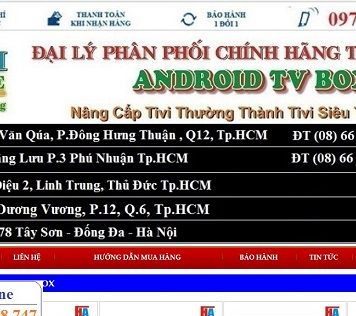 THANH TOÁN
KHI NHẬN HÀNG
BẢO HÀNH
1 ĐỔI 1
097
ĐẠI LÝ PHÂN PHỐI CHÍNH HÃNG T
ANDROID TV BOX
Nâng Cấp Tivi Thường Thành Tivi Siêu T
Văn Qúa, P.Đông Hưng Thuận , Q12, Tp.HCM ĐT (08) 66
ng Lưu P.3 Phú Nhuận Tp.HCM ĐT (08) 66
Diệu 2, Linh Trung, Thủ Đức Tp.HCM
Dương Vương, P.12, Q.6, Tp.HCM
78 Tây Sơn - Đống Đa - Hà Nội
LIÊN HỆ HƯỚNG DẪN MUA HÀNG BẢO HÀNH TIN TỨC
OX
ne
8.747